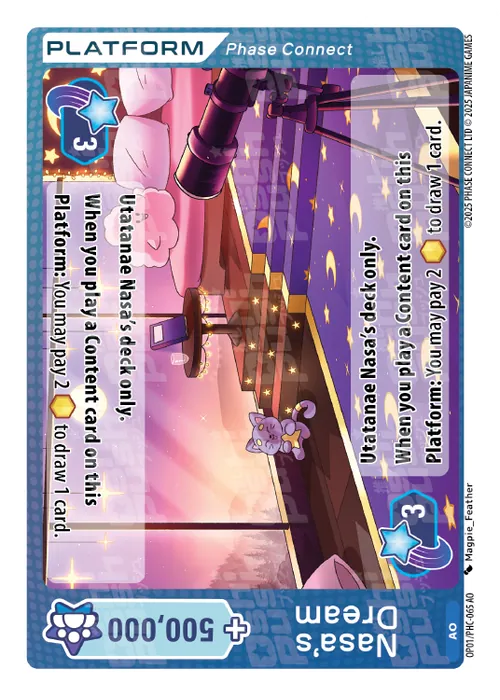 PLATFORM
Phase Connect
3
Utatanae Nasa's deck only.
When you play a Content card on this
Platform: You may pay 2 to draw 1 card.
3
Utatanae Nasa's deck only.
When you play a Content card on this
Platform: You may pay 2 to draw 1 card.
Nasa's
Dream
+500,000
AO
OP01/PHC-065 AO
Magpie_Feather
©2025 PHASE CONNECT LTD © 2025 JAPANIME GAMES